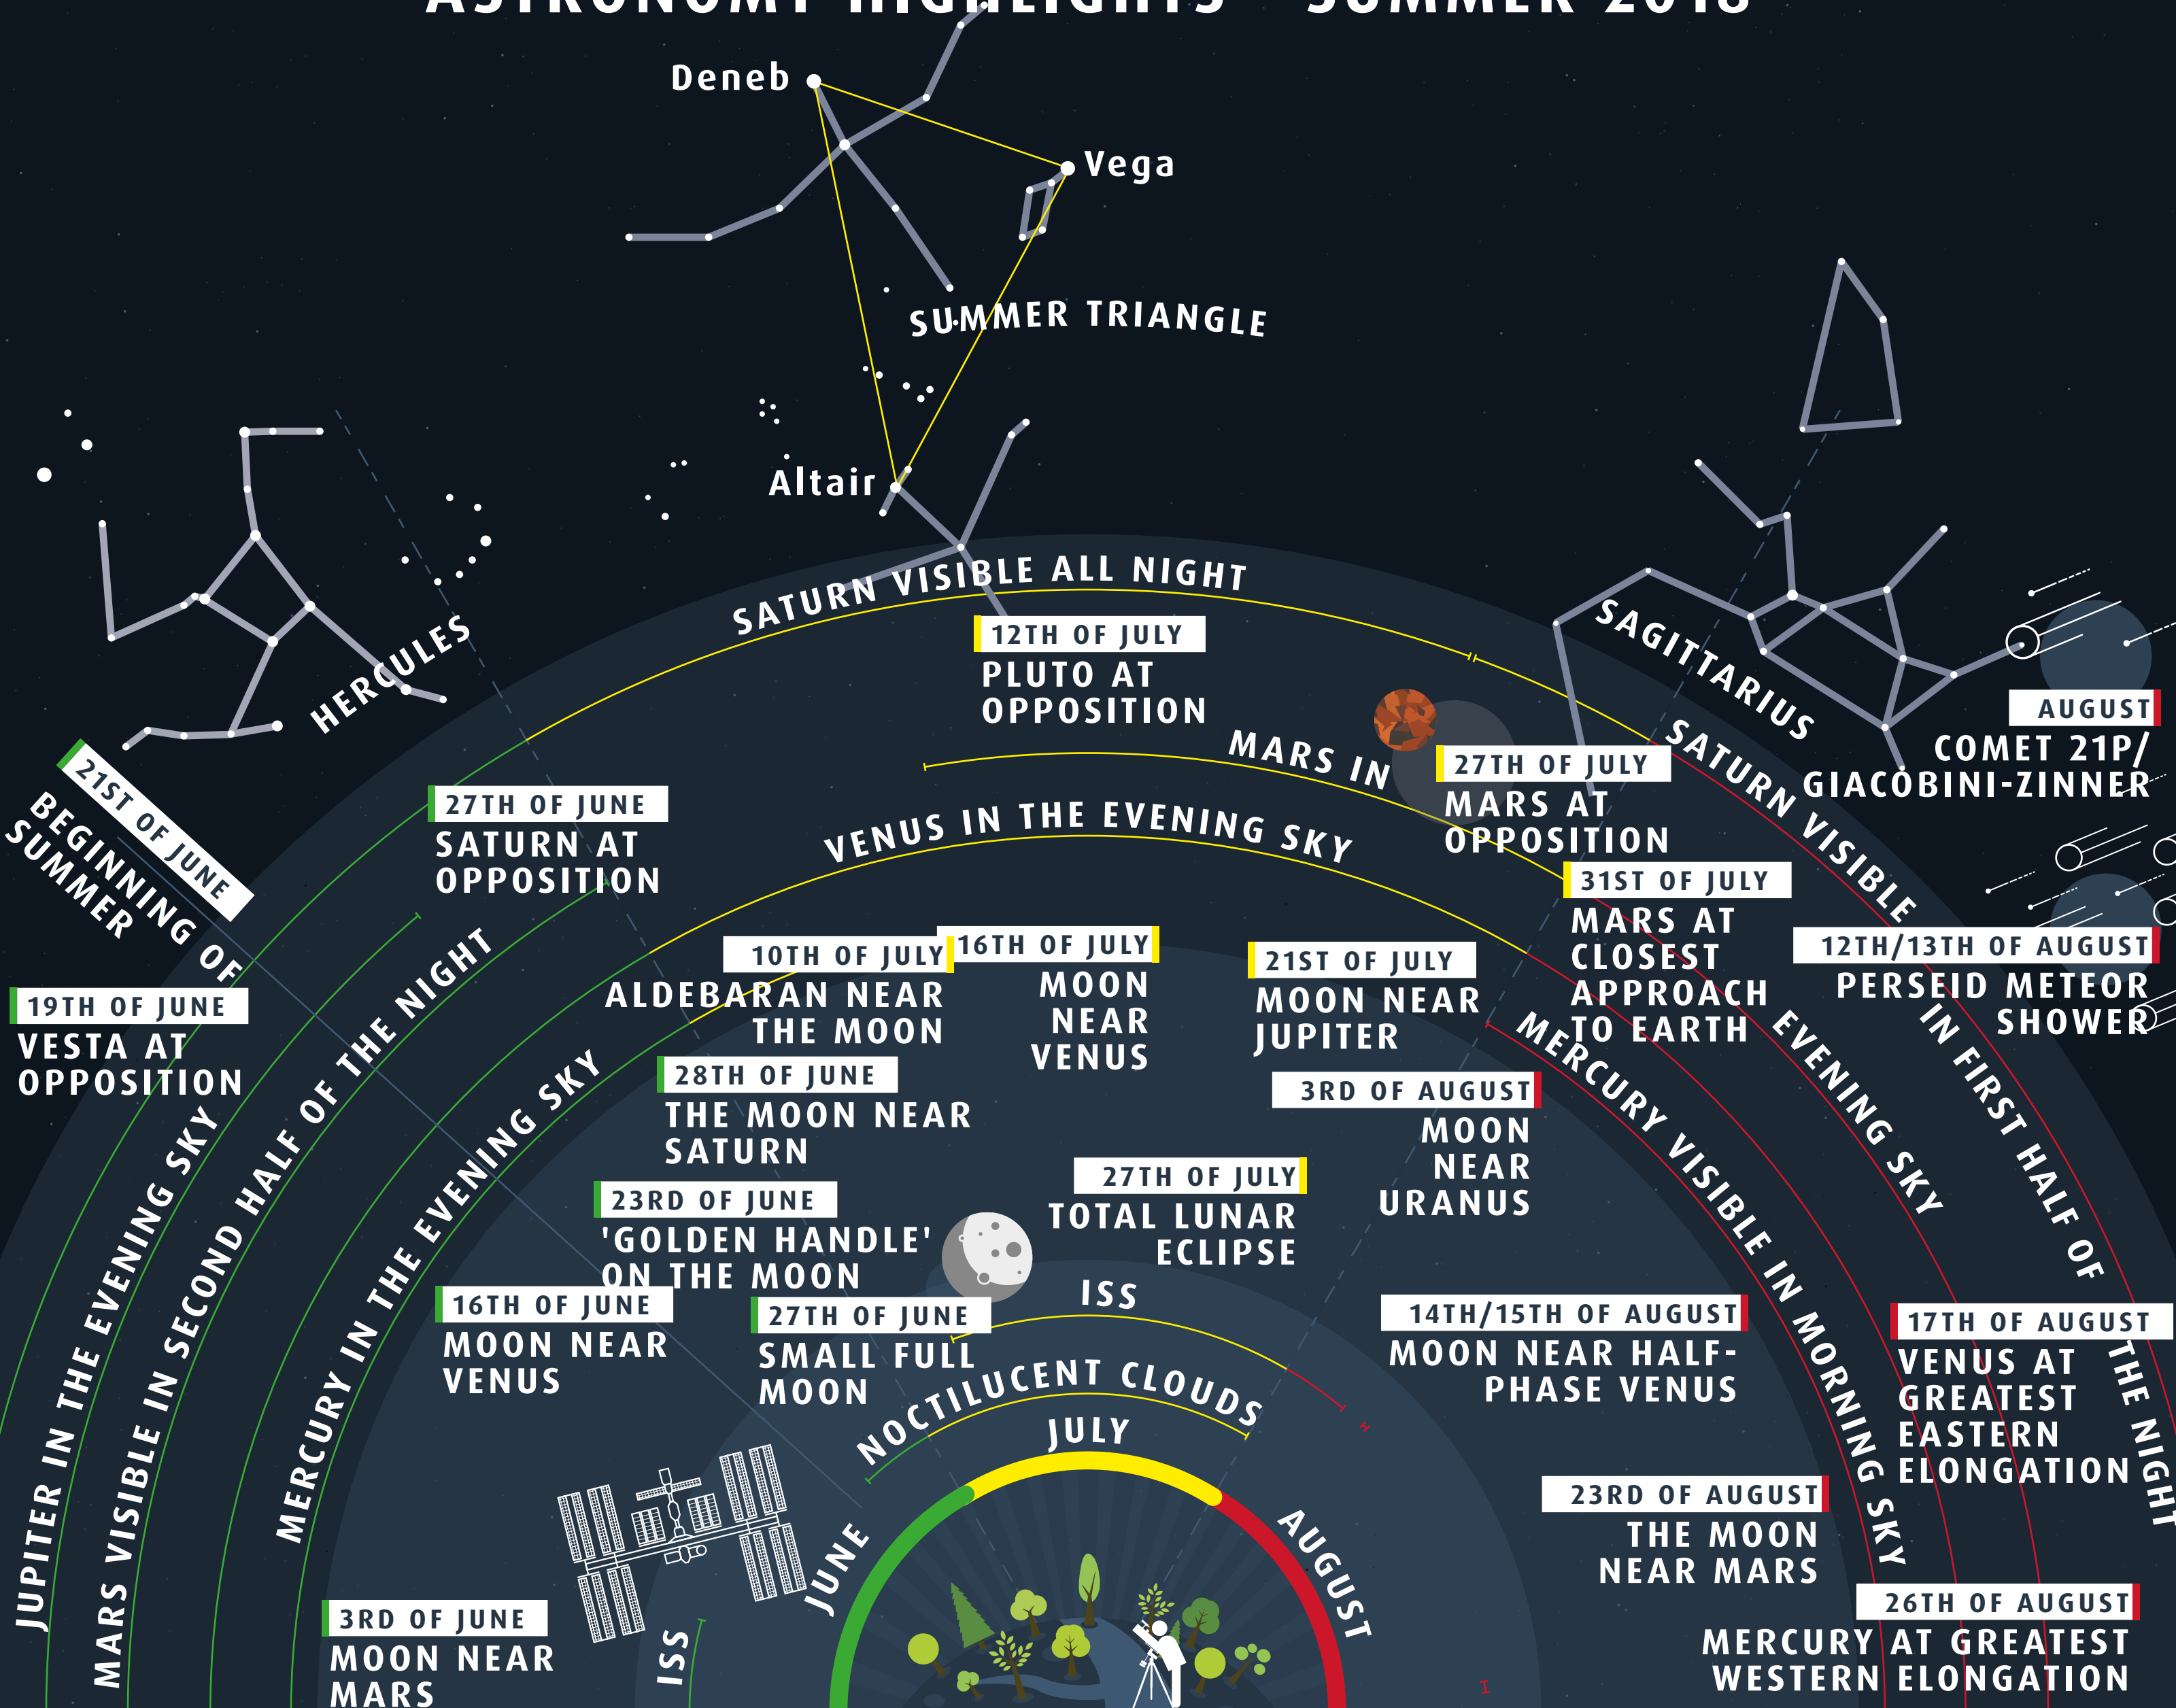 ASTRONOMY HIGHLIGHTS - SUMMER 2018
Deneb
Vega
SUMMER TRIANGLE
Altair
HERCULES
SAGITTARIUS
SATURN VISIBLE ALL NIGHT
12TH OF JULY
PLUTO AT
OPPOSITION
AUGUST
COMET 21P/
GIACOBINI-ZINNER
21ST OF JUNE
BEGINNING OF
SUMMER
27TH OF JUNE
SATURN AT
OPPOSITION
MARS IN EVENING SKY
27TH OF JULY
MARS AT
OPPOSITION
SATURN VISIBLE IN FIRST HALF OF THE NIGHT
VENUS IN THE EVENING SKY
31ST OF JULY
MARS AT
CLOSEST
APPROACH
TO EARTH
12TH/13TH OF AUGUST
PERSEID METEOR
SHOWER
19TH OF JUNE
VESTA AT
OPPOSITION
10TH OF JULY
ALDEBARAN NEAR
THE MOON
16TH OF JULY
MOON
NEAR
VENUS
21ST OF JULY
MOON NEAR
JUPITER
JUPITER IN THE EVENING SKY
MARS VISIBLE IN SECOND HALF OF THE NIGHT
MERCURY IN THE EVENING SKY
MERCURY VISIBLE IN MORNING SKY
28TH OF JUNE
THE MOON NEAR
SATURN
3RD OF AUGUST
MOON
NEAR
URANUS
23RD OF JUNE
'GOLDEN HANDLE'
ON THE MOON
27TH OF JULY
TOTAL LUNAR
ECLIPSE
16TH OF JUNE
MOON NEAR
VENUS
27TH OF JUNE
SMALL FULL
MOON
ISS
14TH/15TH OF AUGUST
MOON NEAR HALF-
PHASE VENUS
17TH OF AUGUST
VENUS AT
GREATEST
EASTERN
ELONGATION
NOCTILUCENT CLOUDS
JULY
JUNE
AUGUST
23RD OF AUGUST
THE MOON
NEAR MARS
3RD OF JUNE
MOON NEAR
MARS
ISS
26TH OF AUGUST
MERCURY AT GREATEST
WESTERN ELONGATION